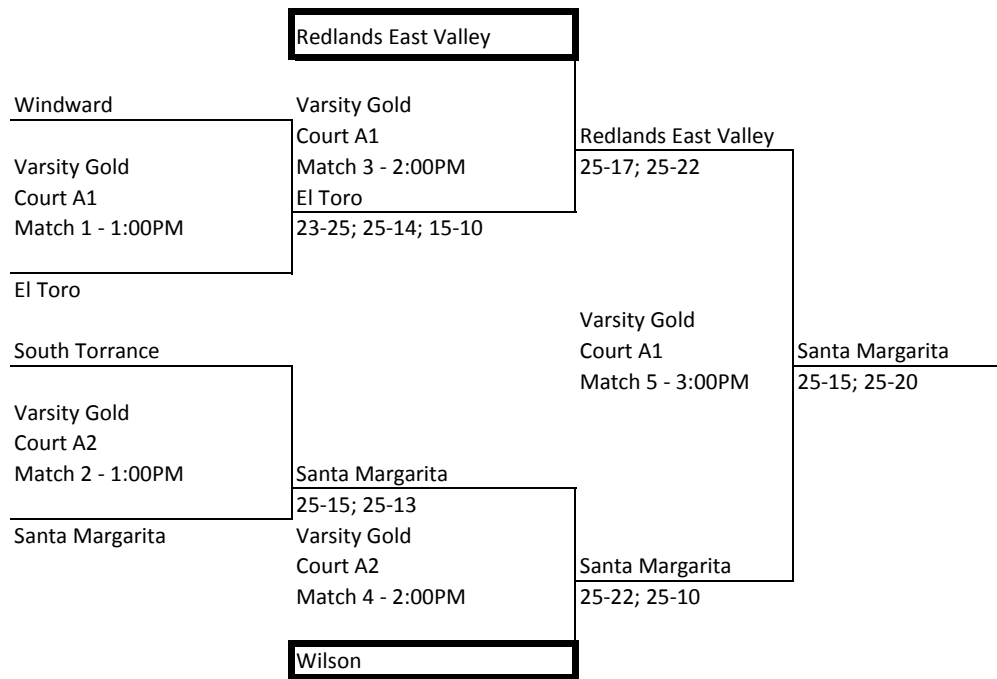 Redlands East Valley
Windward
Varsity Gold
Court A1
Match 1 - 1:00PM
El Toro
Varsity Gold
Court A1
Match 3 - 2:00PM
El Toro
23-25; 25-14; 15-10
Redlands East Valley
25-17; 25-22
South Torrance
Varsity Gold
Court A2
Match 2 - 1:00PM
Santa Margarita
Santa Margarita
25-15; 25-13
Varsity Gold
Court A2
Match 4 - 2:00PM
Wilson
Santa Margarita
25-22; 25-10
Varsity Gold
Court A1
Match 5 - 3:00PM
Santa Margarita
25-15; 25-20